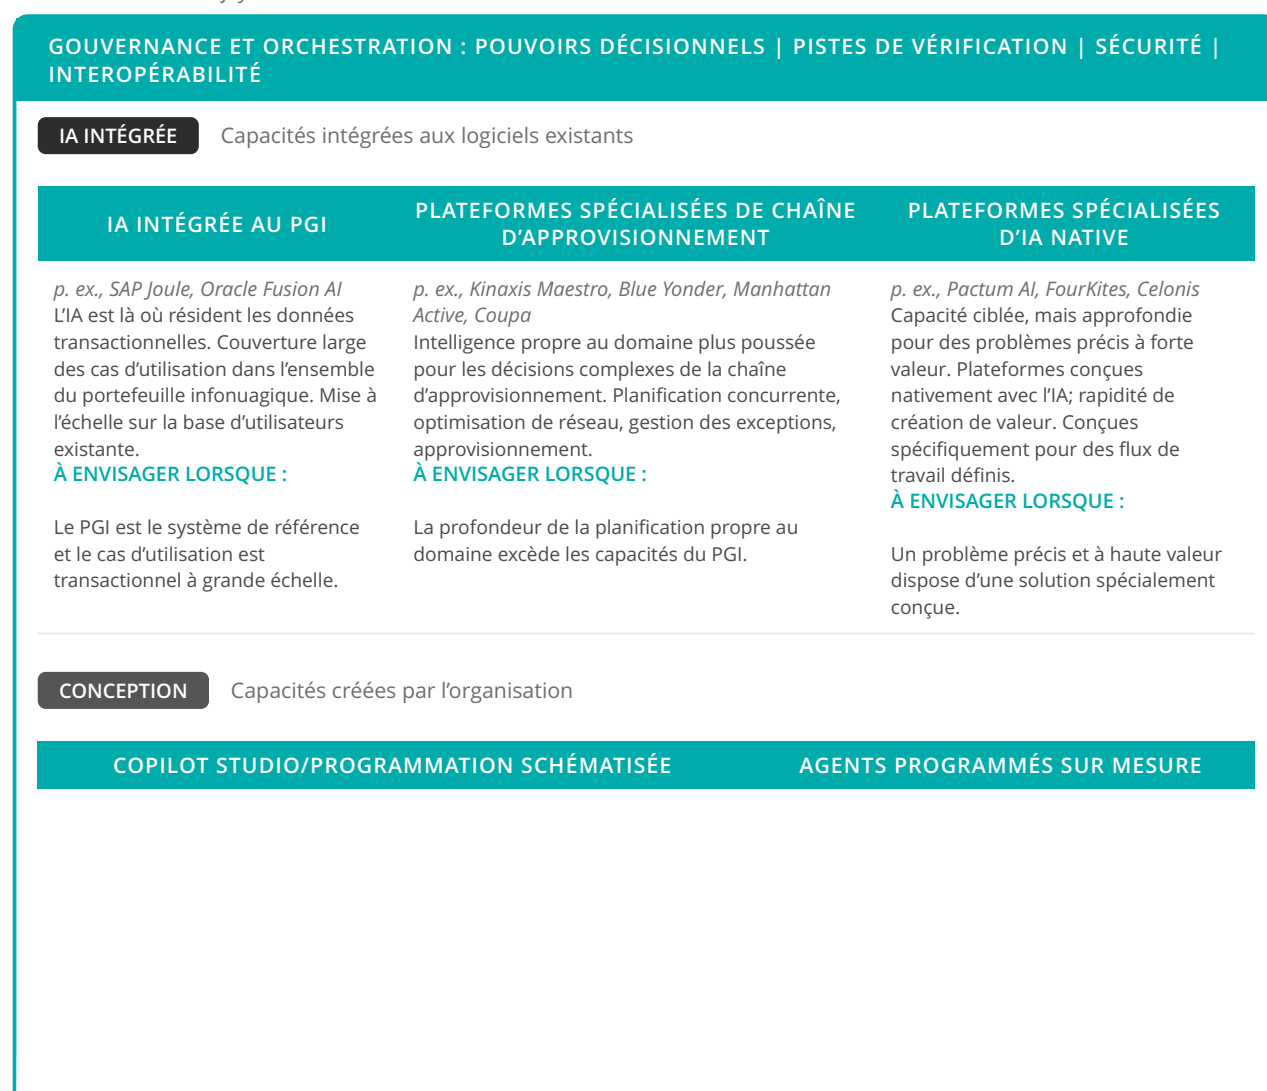 GOUVERNANCE ET ORCHESTRATION : POUVOIRS DÉCISIONNELS | PISTES DE VÉRIFICATION | SÉCURITÉ |
INTEROPÉRABILITÉ
IA INTÉGRÉE
Capacités intégrées aux logiciels existants
IA INTÉGRÉE AU PGI
p. ex., SAP Joule, Oracle Fusion AI
L’IA est là où résident les données
transactionnelles. Couverture large
des cas d’utilisation dans l’ensemble
du portefeuille infonuagique. Mise à
l’échelle sur la base d’utilisateurs
existante.
À ENVISAGER LORSQUE :
Le PGI est le système de référence
et le cas d’utilisation est
transactionnel à grande échelle.
PLATEFORMES SPÉCIALISÉES DE CHAÎNE
D’APPROVISIONNEMENT
p. ex., Kinaxis Maestro, Blue Yonder, Manhattan
Active, Coupa
Intelligence propre au domaine plus poussée
pour les décisions complexes de la chaîne
d’approvisionnement. Planification concurrente,
optimisation de réseau, gestion des exceptions,
approvisionnement.
À ENVISAGER LORSQUE :
La profondeur de la planification propre au
domaine excède les capacités du PGI.
PLATEFORMES SPÉCIALISÉES
D’IA NATIVE
p. ex., Pactum AI, FourKites, Celonis
Capacité ciblée, mais approfondie
pour des problèmes précis à forte
valeur. Plateformes conçues
nativement avec l’IA; rapidité de
création de valeur. Conçues
spécifiquement pour des flux de
travail définis.
À ENVISAGER LORSQUE :
Un problème précis et à haute valeur
dispose d’une solution spécialement
conçue.
CONCEPTION
Capacités créées par l’organisation
COPILOT STUDIO/PROGRAMMATION SCHÉMATISÉE
AGENTS PROGRAMMÉS SUR MESURE